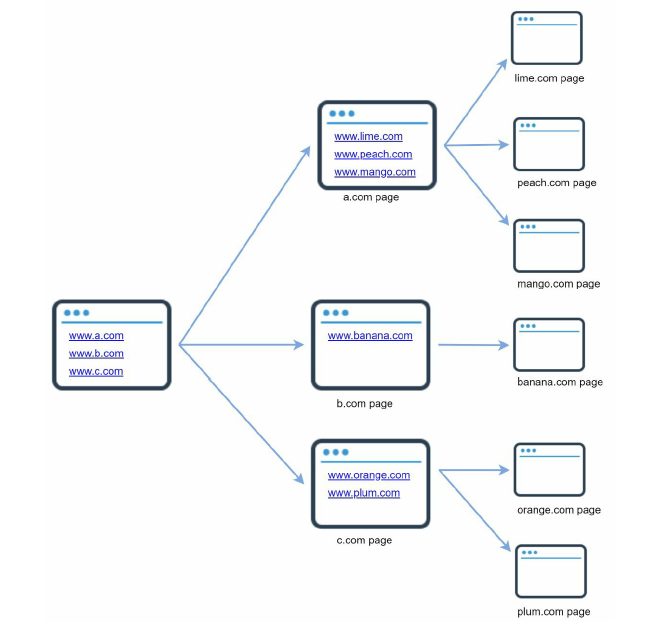 www.a.com
www.b.com
www.c.com
www.lime.com
www.peach.com
www.mango.com
a.com page
www.banana.com
b.com page
www.orange.com
www.plum.com
c.com page
lime.com page
peach.com page
mango.com page
banana.com page
orange.com page
plum.com page